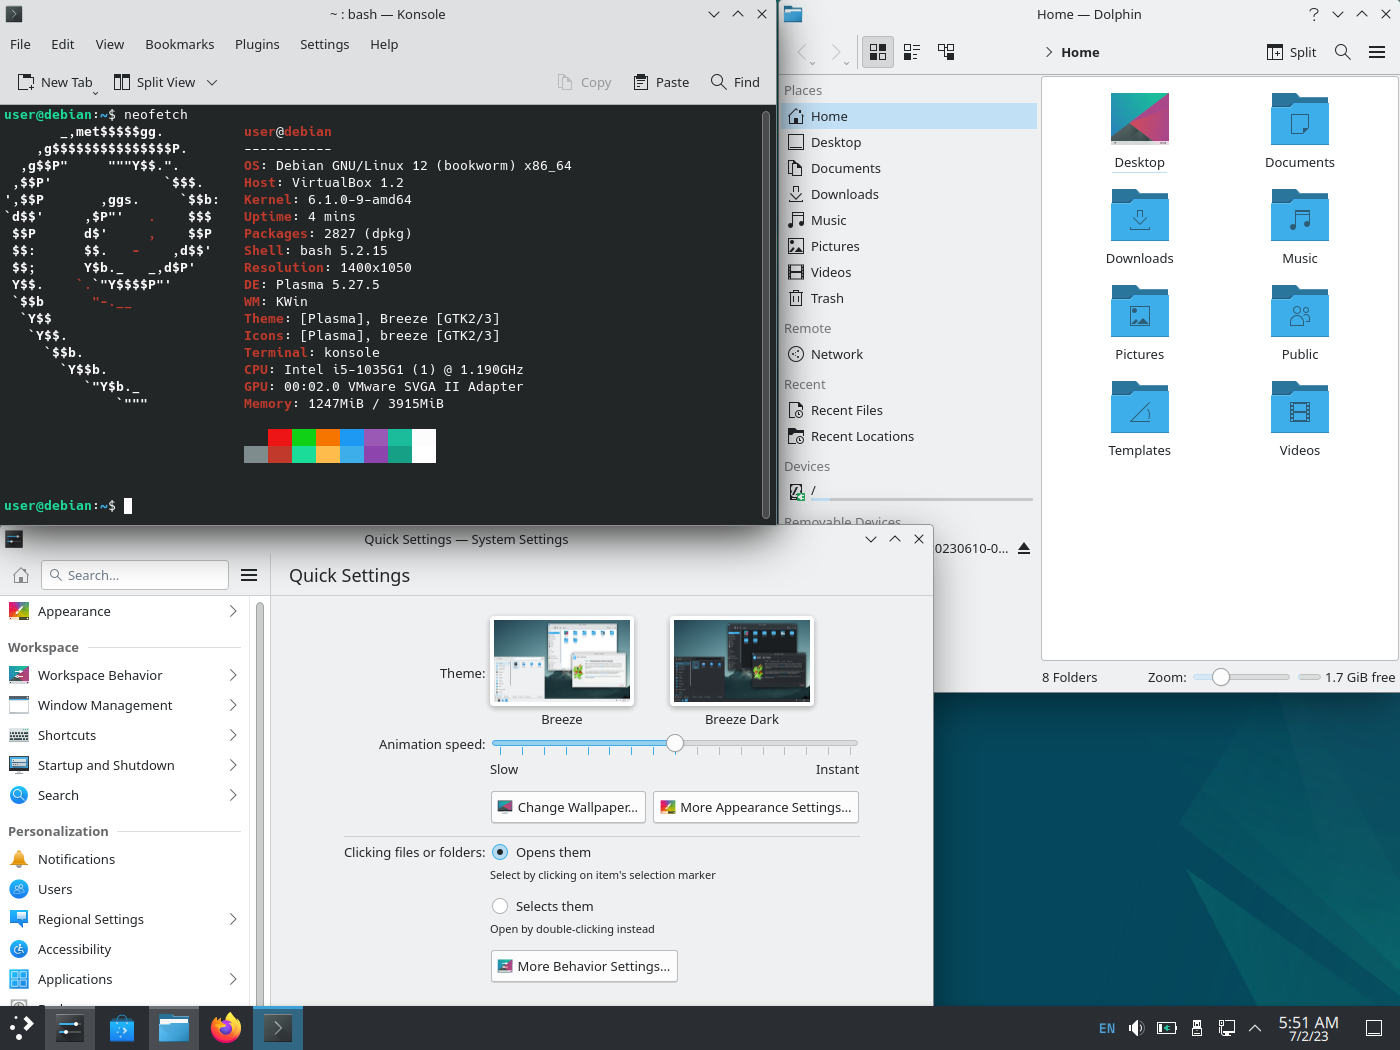 ~ : bash — Konsole
File Edit View Bookmarks Plugins Settings Help
New Tab Split View Copy Paste Find
user@debian:~$ neofetch
_,met$$$$$gg.
,g$$$$$$$$$$$$$$$P.
,g$$P" """Y$$.".
,$$P' `$$$.
',$$P ,ggs. `$$b:
`d$$' ,$P"' . $$$
$$P d$' , $$P
$$: $$. - ,d$$'
$$; Y$b._ _,d$P'
Y$$. `.`"Y$$$$P"'
`$$b "-.__
`Y$$
`Y$$.
`$$b.
`Y$$b.
`"Y$b._
`"""
user@debian
-----------
OS: Debian GNU/Linux 12 (bookworm) x86_64
Host: VirtualBox 1.2
Kernel: 6.1.0-9-amd64
Uptime: 4 mins
Packages: 2827 (dpkg)
Shell: bash 5.2.15
Resolution: 1400x1050
DE: Plasma 5.27.5
WM: KWin
Theme: [Plasma], Breeze [GTK2/3]
Icons: [Plasma], breeze [GTK2/3]
Terminal: konsole
CPU: Intel i5-1035G1 (1) @ 1.190GHz
GPU: 00:02.0 VMware SVGA II Adapter
Memory: 1247MiB / 3915MiB
user@debian:~$
Home — Dolphin
Home
Split
Places
Home
Desktop
Documents
Downloads
Music
Pictures
Videos
Trash
Remote
Network
Recent
Recent Files
Recent Locations
Devices
/
Removable Devices
0230610-0...
Desktop Documents
Downloads Music
Pictures Public
Templates Videos
8 Folders Zoom: 1.7 GiB free
Quick Settings — System Settings
Search...
Quick Settings
Appearance
Workspace
Workspace Behavior
Window Management
Shortcuts
Startup and Shutdown
Search
Personalization
Notifications
Users
Regional Settings
Accessibility
Applications
Theme:
Breeze Breeze Dark
Animation speed:
Slow Instant
Change Wallpaper... More Appearance Settings...
Clicking files or folders: Opens them
Select by clicking on item's selection marker
Selects them
Open by double-clicking instead
More Behavior Settings...
EN
5:51 AM
7/2/23